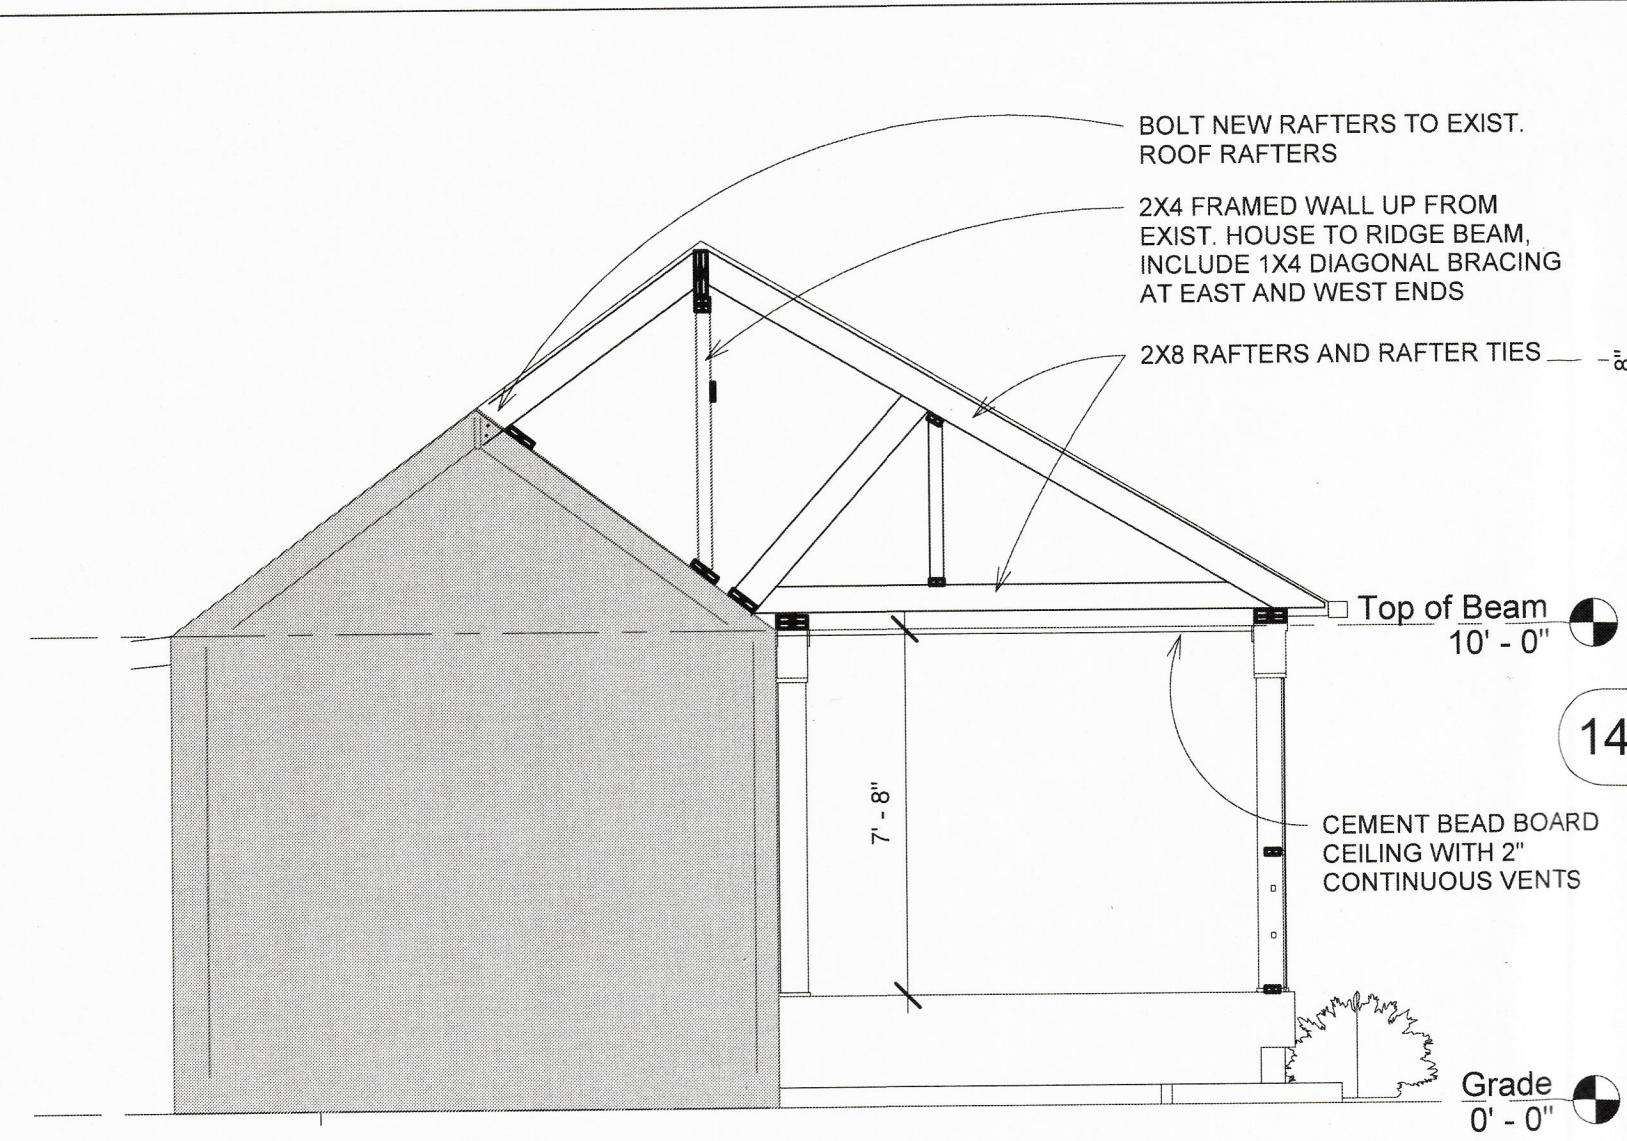 BOLT NEW RAFTERS TO EXIST.
ROOF RAFTERS
2X4 FRAMED WALL UP FROM
EXIST. HOUSE TO RIDGE BEAM,
INCLUDE 1X4 DIAGONAL BRACING
AT EAST AND WEST ENDS
2X8 RAFTERS AND RAFTER TIES
8"
Top of Beam
10' - 0"
14
7' - 8"
CEMENT BEAD BOARD
CEILING WITH 2"
CONTINUOUS VENTS
Grade
0' - 0"